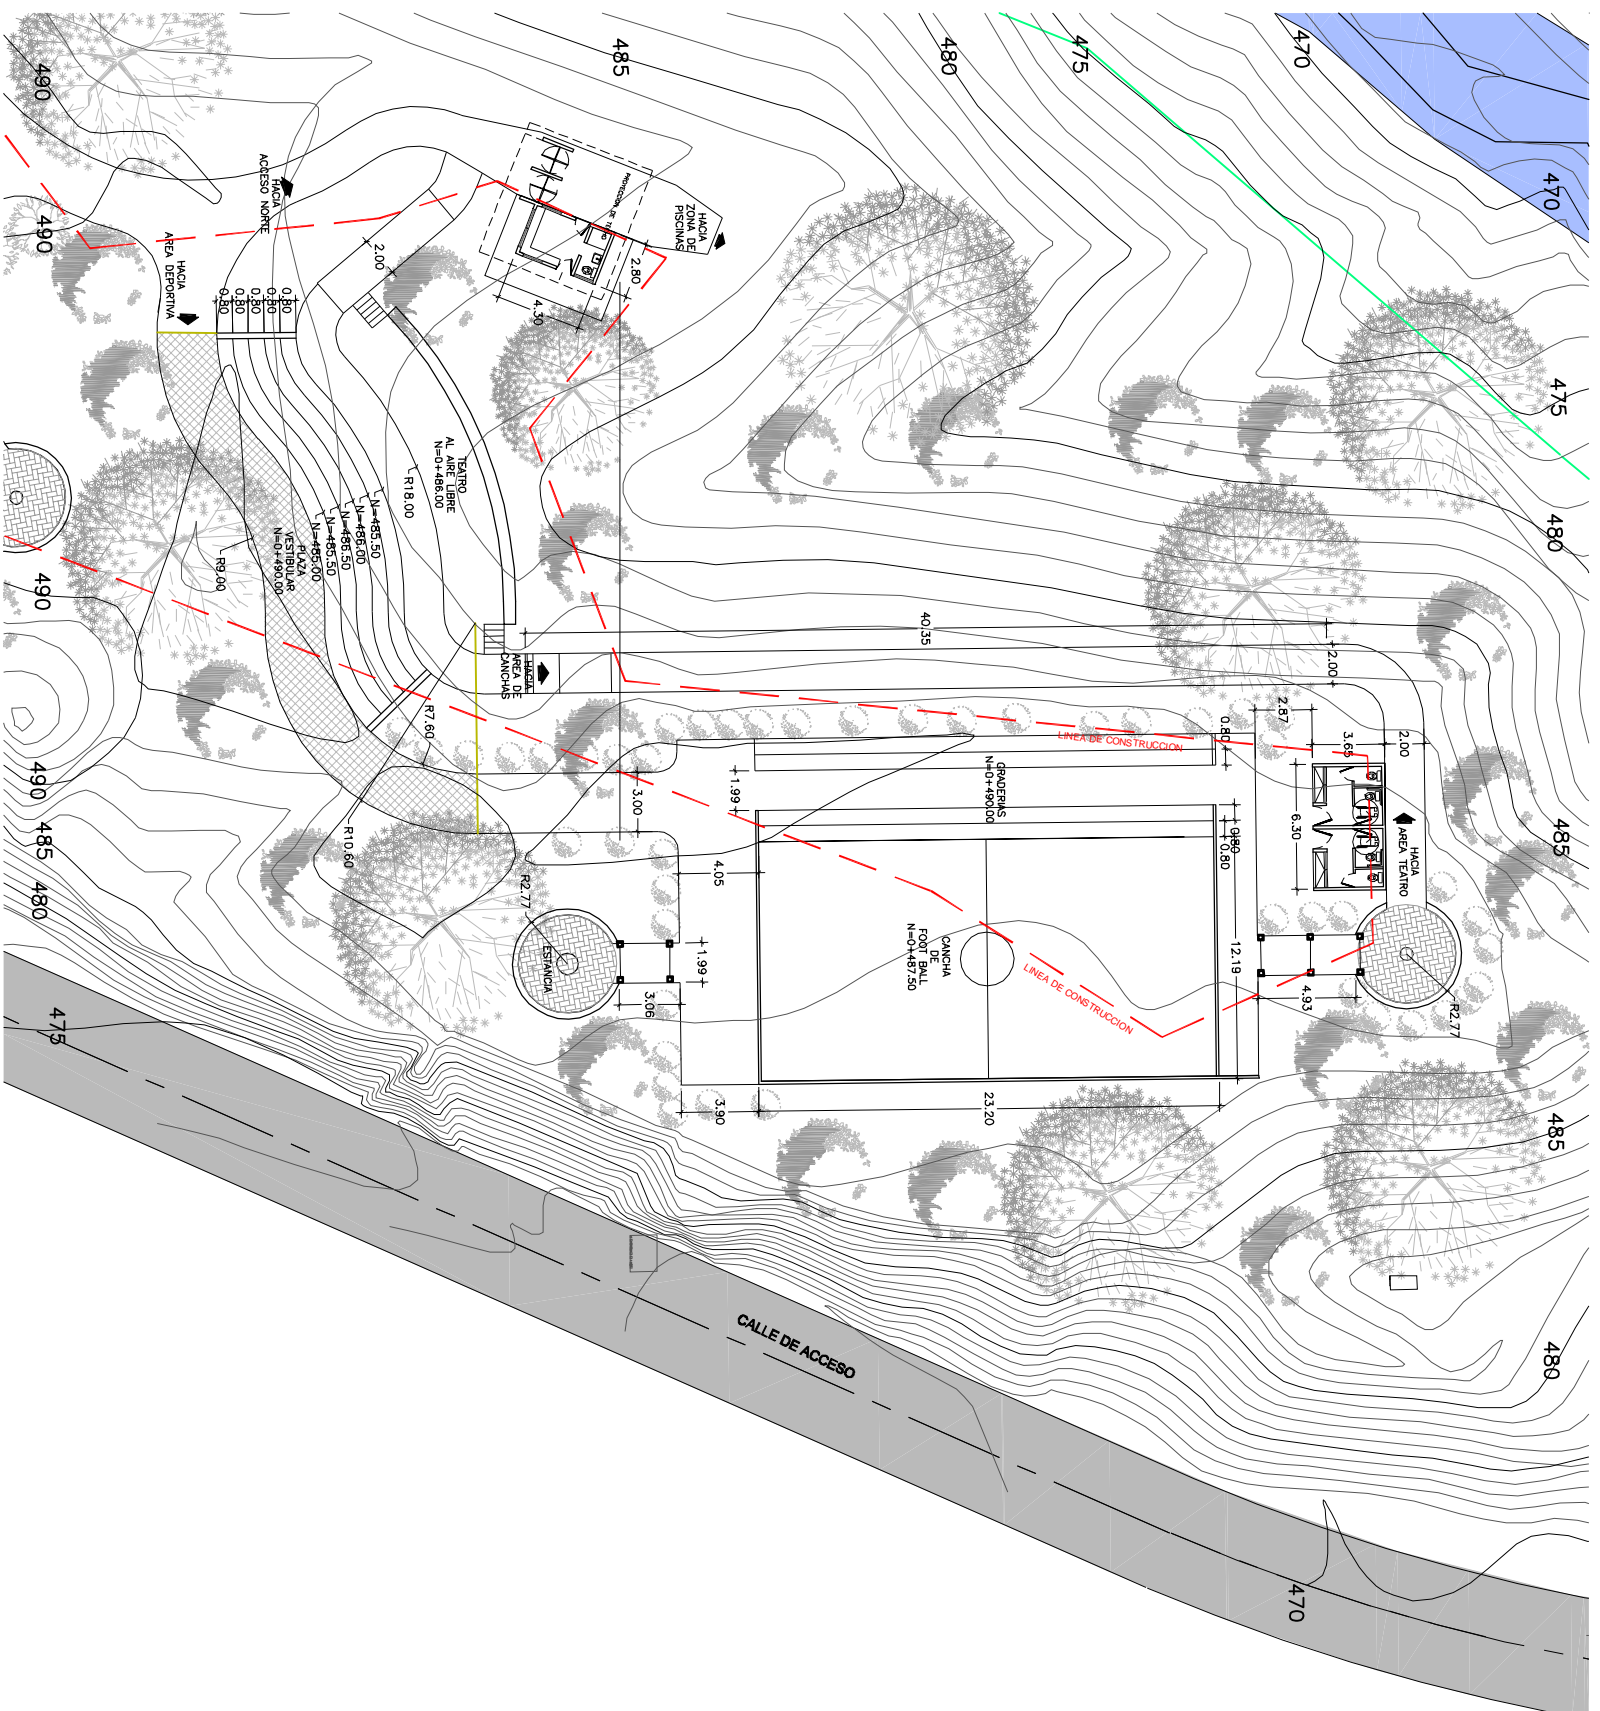 490
485
480
475
470
470
490
HACIA
ACCESO NORTE
HACIA
AREA DEPORTIVA
0.80
0.80
0.80
0.80
0.80
2.00
PROYECCION DE TECHO
HACIA
ZONA DE
PISCINAS
2.80
4.30
475
480
TEATRO
AL AIRE LIBRE
N=0+486.00
R18.00
N=485.50
N=486.00
N=486.50
N=485.50
N=485.00
PLAZA
VESTIBULAR
N=0+490.00
R9.00
490
40.35
2.00
HACIA
AREA DE
CANCHAS
R7.60
3.00
1.99
LINEA DE CONSTRUCCION
0.80
2.87
3.65
2.00
6.30
HACIA
AREA TEATRO
GRADERIAS
N=0+490.00
0.80
0.80
490
485
480
485
R10.60
4.05
R2.77
ESTANCIA
1.99
3.06
CANCHA
DE
FOOT BALL
N=0+487.50
LINEA DE CONSTRUCCION
12.19
4.93
R2.77
475
3.90
23.20
485
480
CALLE DE ACCESO
470